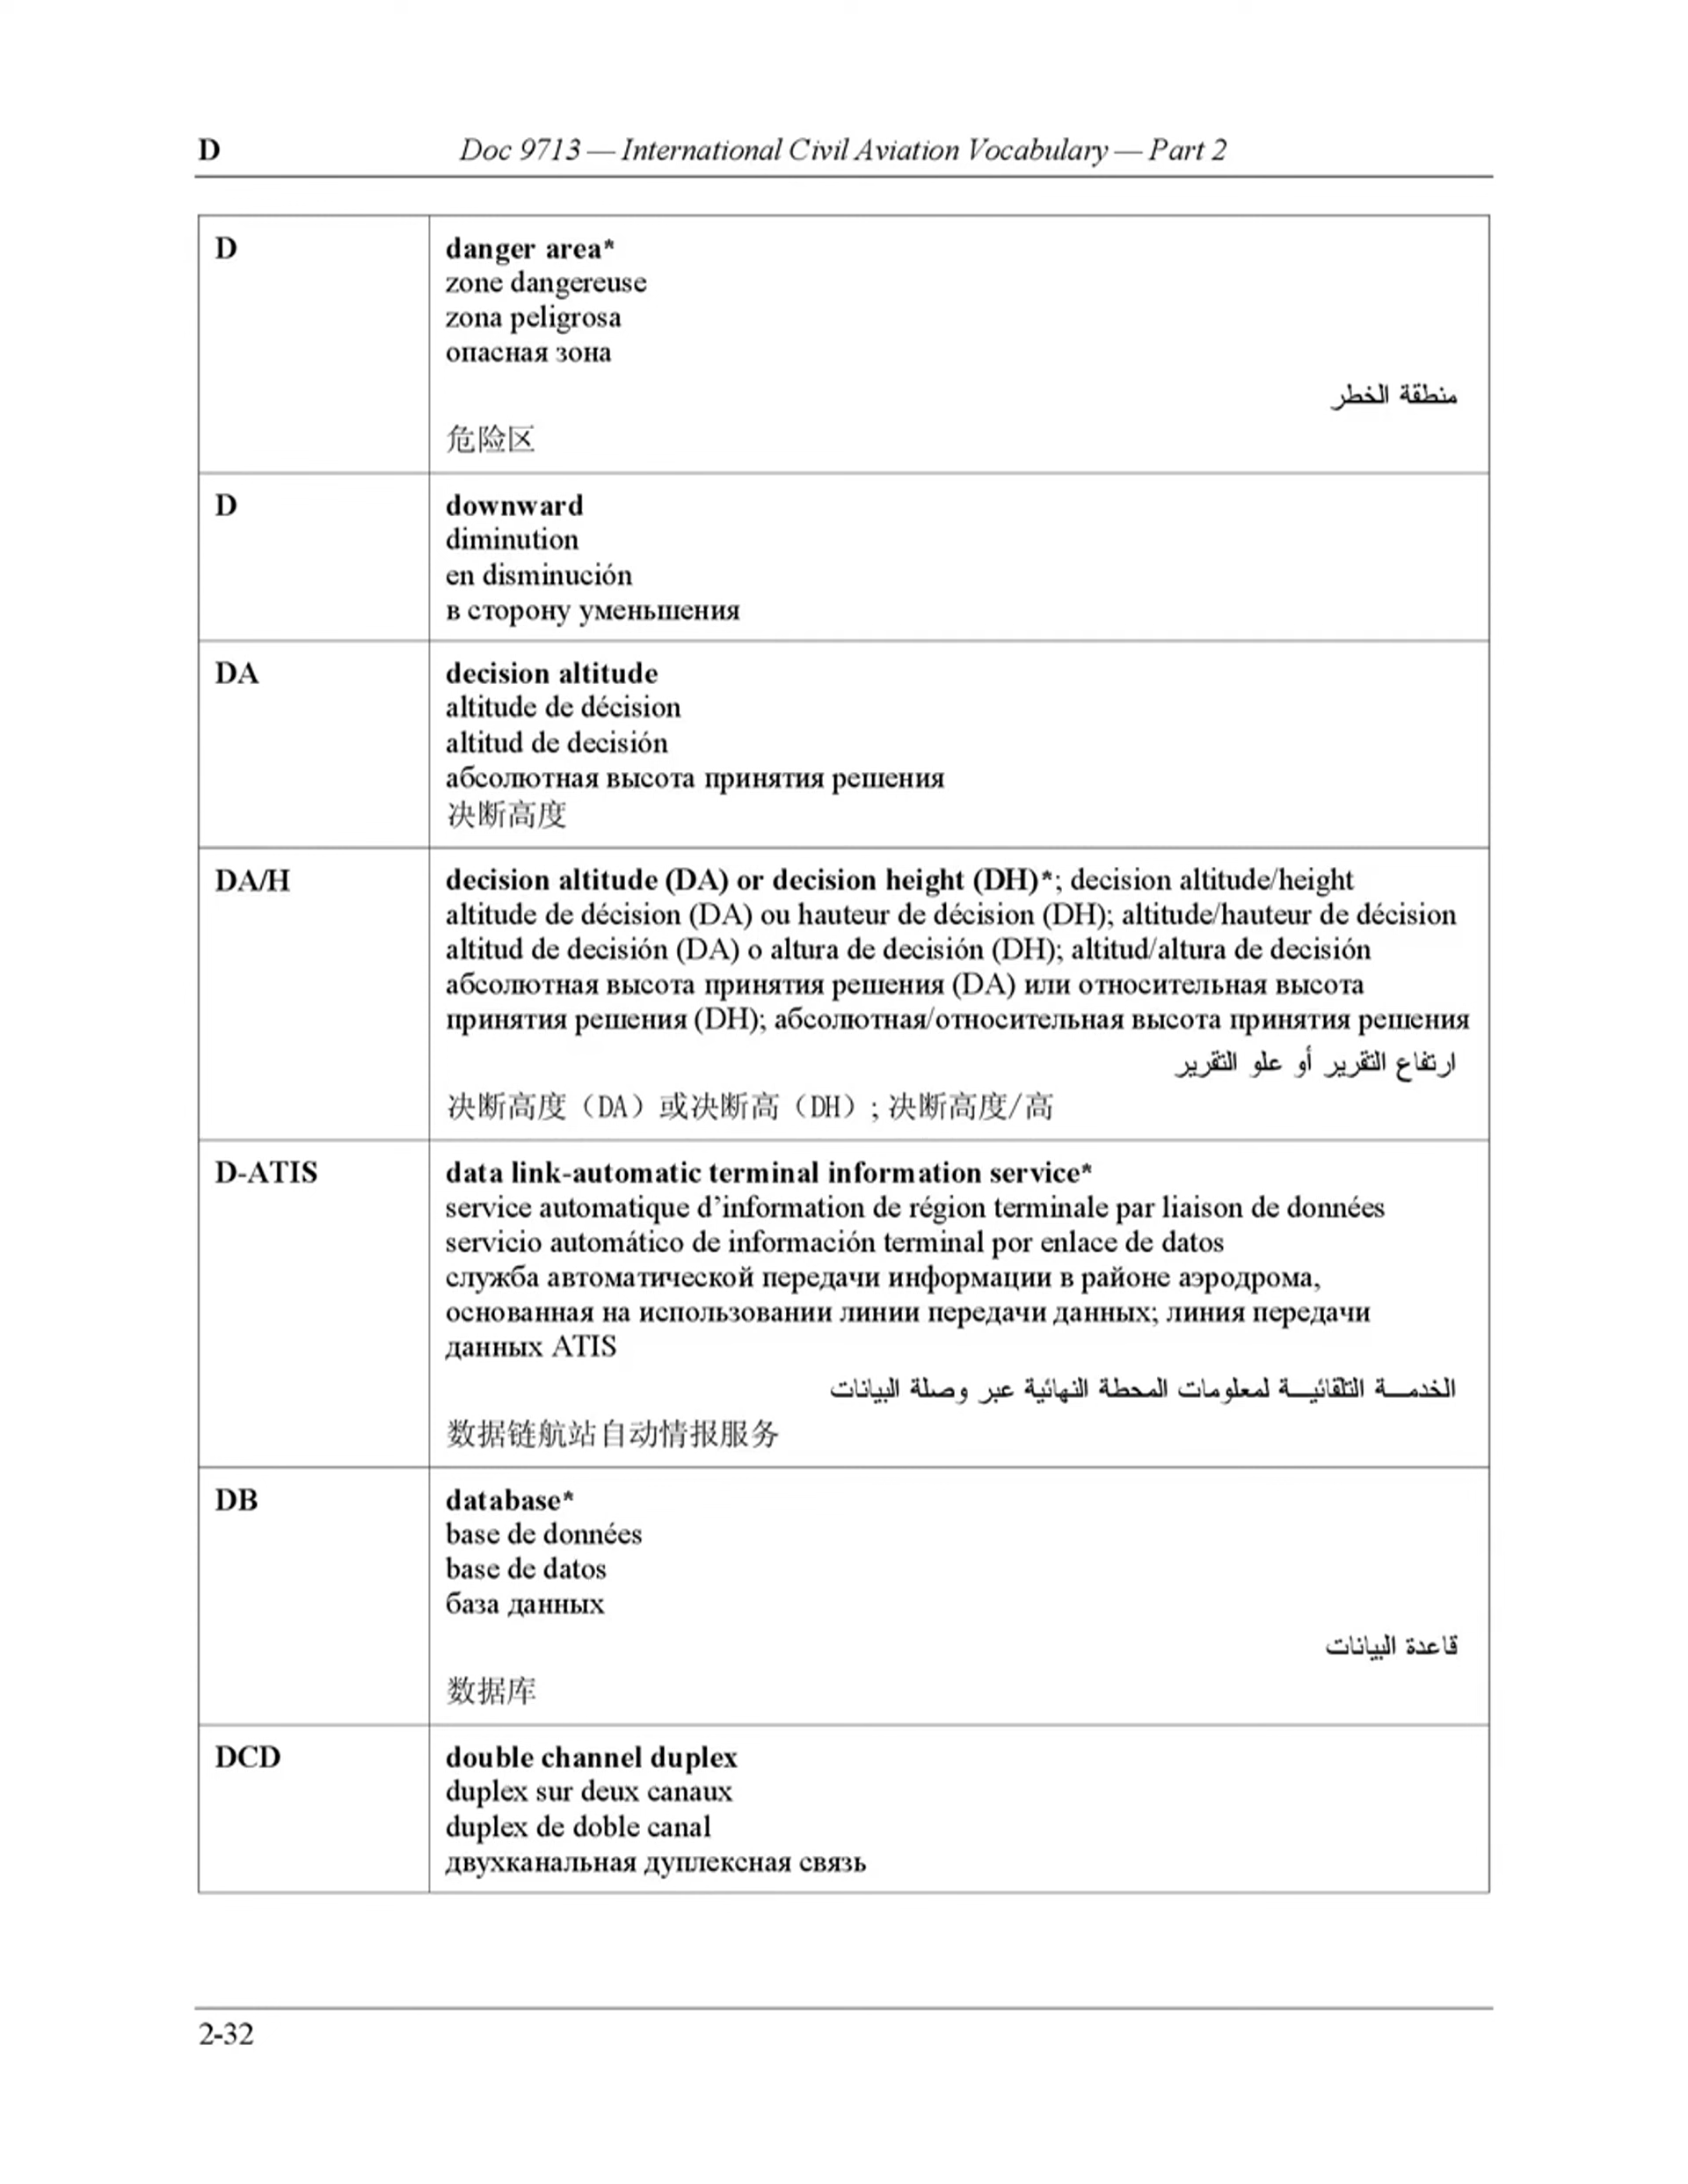 D Doc 9713 — International Civil Aviation Vocabulary — Part 2
D
danger area*
zone dangereuse
zona peligrosa
опасная зона
منطقة الخطر
危险区
D
downward
diminution
en disminución
в сторону уменьшения
DA
decision altitude
altitude de décision
altitud de decisión
абсолютная высота принятия решения
决断高度
DA/H
decision altitude (DA) or decision height (DH)*; decision altitude/height
altitude de décision (DA) ou hauteur de décision (DH); altitude/hauteur de décision
altitud de decisión (DA) o altura de decisión (DH); altitud/altura de decisión
абсолютная высота принятия решения (DA) или относительная высота
принятия решения (DH); абсолютная/относительная высота принятия решения
ارتفاع التقرير أو علو التقرير
决断高度（DA）或决断高（DH）; 决断高度/高
D-ATIS
data link-automatic terminal information service*
service automatique d’information de région terminale par liaison de données
servicio automático de información terminal por enlace de datos
служба автоматической передачи информации в районе аэродрома,
основанная на использовании линии передачи данных; линия передачи
данных ATIS
الخدمـــة التلقائيـــة لمعلومات المحطة النهائية عبر وصلة البيانات
数据链航站自动情报服务
DB
database*
base de données
base de datos
база данных
قاعدة البيانات
数据库
DCD
double channel duplex
duplex sur deux canaux
duplex de doble canal
двухканальная дуплексная связь
2-32